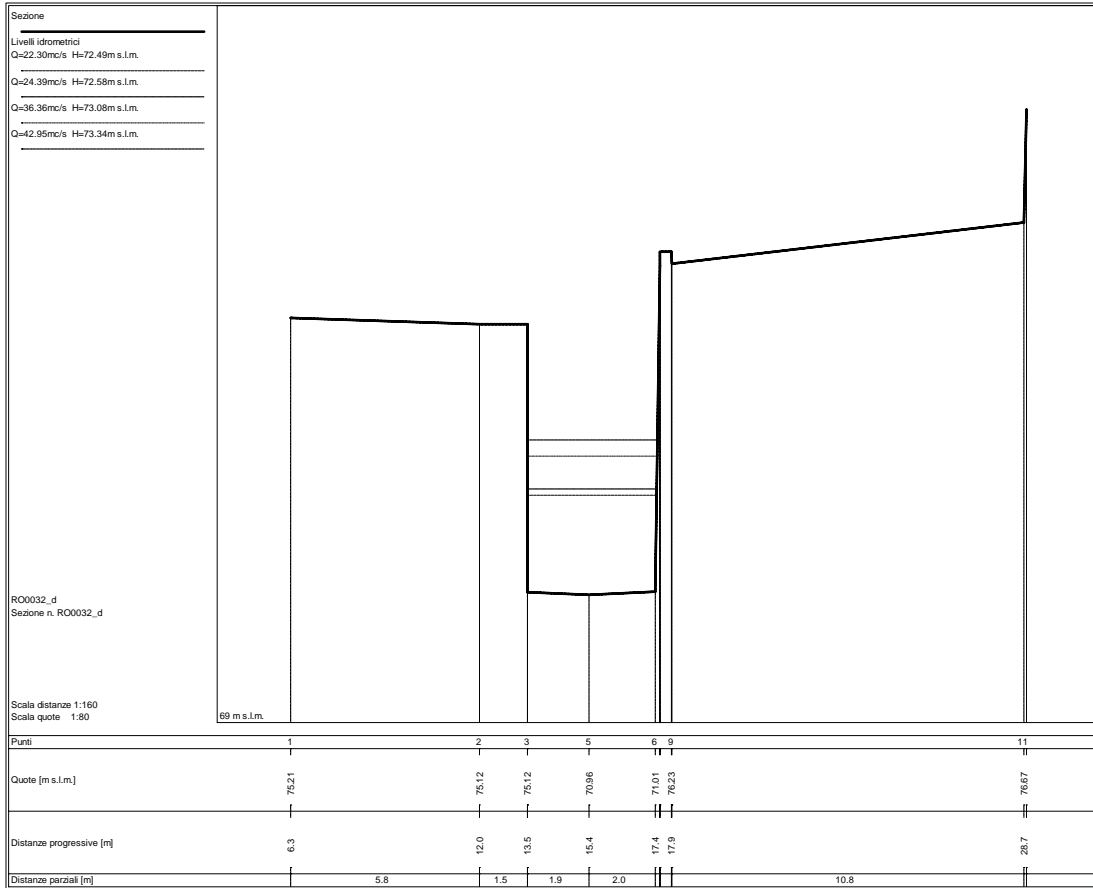 Sezione
Livelli idrometrici
Q=22.30mc/s H=72.49m s.l.m.
Q=24.39mc/s H=72.58m s.l.m.
Q=36.36mc/s H=73.08m s.l.m.
Q=42.95mc/s H=73.34m s.l.m.
RO0032_d
Sezione n. RO0032_d
Scala distanze 1:160
Scala quote 1:80
69 m s.l.m.
Punti 1 2 3 5 6 9 11
Quote [m s.l.m.] 75.21 75.12 75.12 70.96 71.01 76.23 76.67
Distanze progressive [m] 6.3 12.0 13.5 15.4 17.4 17.9 28.7
Distanze parziali [m] 5.8 1.5 1.9 2.0 10.8